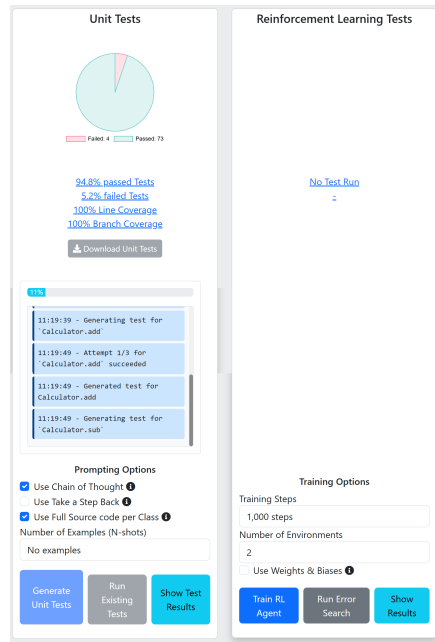 Unit Tests
Failed: 4 Passed: 73
94.8% passed Tests
5.2% failed Tests
100% Line Coverage
100% Branch Coverage
Download Unit Tests
11%
11:19:39 - Generating test for
`Calculator.add`
11:19:49 - Attempt 1/3 for
`Calculator.add` succeeded
11:19:49 - Generated test for
Calculator.add
11:19:49 - Generating test for
`Calculator.sub`
Prompting Options
Use Chain of Thought
Use Take a Step Back
Use Full Source code per Class
Number of Examples (N-shots)
No examples
Generate
Unit Tests
Run
Existing
Tests
Show Test
Results
Reinforcement Learning Tests
No Test Run
-
Training Options
Training Steps
1,000 steps
Number of Environments
2
Use Weights & Biases
Train RL
Agent
Run Error
Search
Show
Results